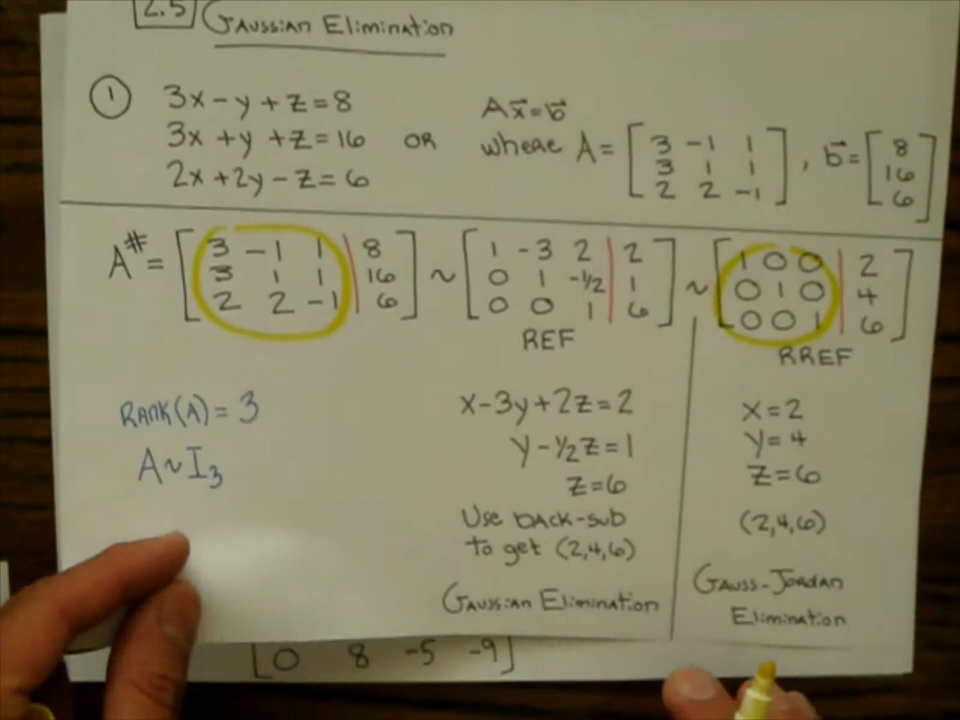 2.5 Gaussian Elimination
① 3x - y + z = 8
3x + y + z = 16 OR
2x + 2y - z = 6
Ax⃗ = b⃗
where A = [3 -1 1; 3 1 1; 2 2 -1], b⃗ = [8; 16; 6]
A# = [3 -1 1 | 8; 3 1 1 | 16; 2 2 -1 | 6] ~ [1 -3 2 | 2; 0 1 -1/2 | 1; 0 0 1 | 6] ~ [1 0 0 | 2; 0 1 0 | 4; 0 0 1 | 6]
REF
RREF
Rank(A) = 3
A ~ I₃
x - 3y + 2z = 2
y - 1/2z = 1
z = 6
Use back-sub
to get (2,4,6)
Gaussian Elimination
x = 2
y = 4
z = 6
(2,4,6)
Gauss-Jordan
Elimination
[0 8 -5 -9]